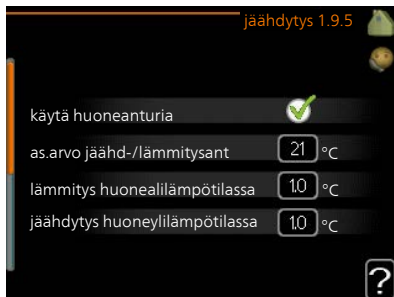 jäähdytys 1.9.5
käytä huoneanturia
as.arvo jäähd-/lämmitysant 21 °C
lämmitys huonealilämpötilassa 1.0 °C
jäähdytys huoneylilämpötilassa 1.0 °C
?